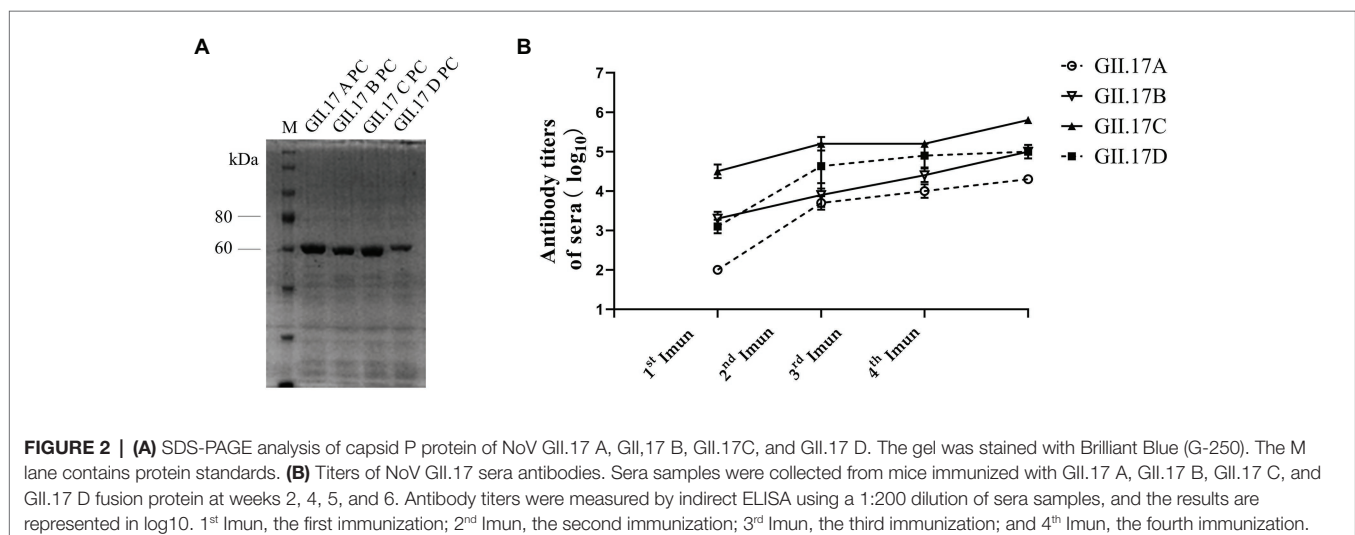 A
GII.17 A PC
GII.17 B PC
GII.17 C PC
GII.17 D PC
M
kDa
80
60
B
7
6
5
4
3
2
1
Antibody titers
of sera ( log10)
1st Imun
2nd Imun
3rd Imun
4th Imun
GII.17A
GII.17B
GII.17C
GII.17D
FIGURE 2 | (A) SDS-PAGE analysis of capsid P protein of NoV GII.17 A, GII,17 B, GII.17C, and GII.17 D. The gel was stained with Brilliant Blue (G-250). The M
lane contains protein standards. (B) Titers of NoV GII.17 sera antibodies. Sera samples were collected from mice immunized with GII.17 A, GII.17 B, GII.17 C, and
GII.17 D fusion protein at weeks 2, 4, 5, and 6. Antibody titers were measured by indirect ELISA using a 1:200 dilution of sera samples, and the results are
represented in log10. 1st Imun, the first immunization; 2nd Imun, the second immunization; 3rd Imun, the third immunization; and 4th Imun, the fourth immunization.